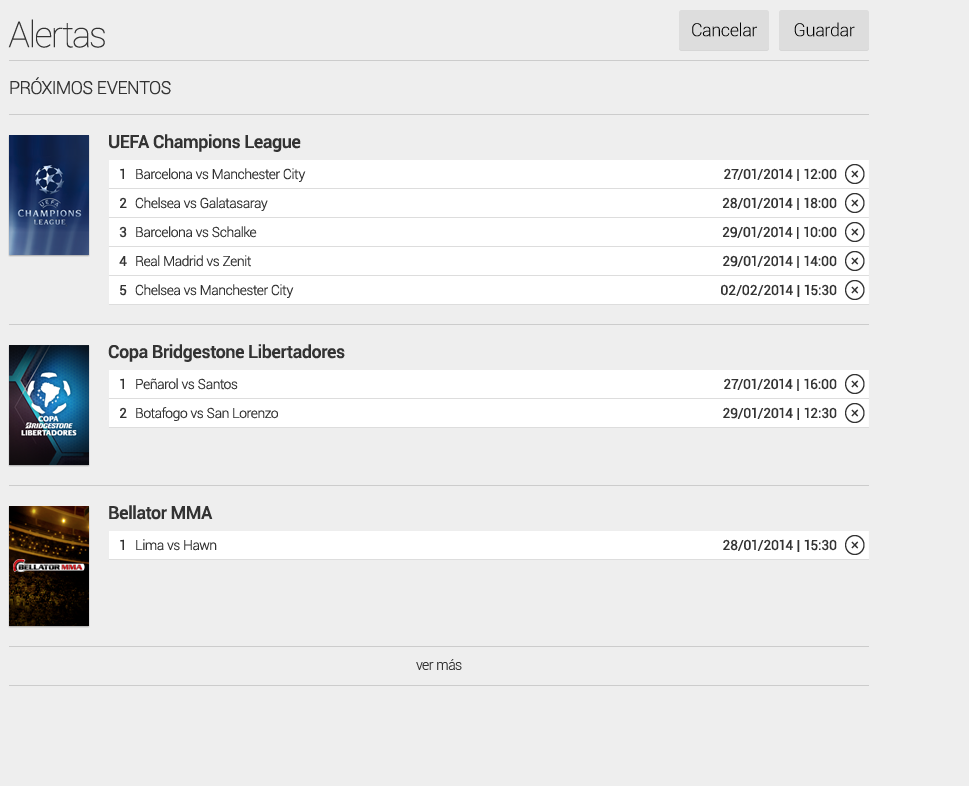 Alertas
Cancelar
Guardar
PRÓXIMOS EVENTOS
UEFA
CHAMPIONS
LEAGUE
UEFA Champions League
1 Barcelona vs Manchester City 27/01/2014 | 12:00
2 Chelsea vs Galatasaray 28/01/2014 | 18:00
3 Barcelona vs Schalke 29/01/2014 | 10:00
4 Real Madrid vs Zenit 29/01/2014 | 14:00
5 Chelsea vs Manchester City 02/02/2014 | 15:30
COPA
BRIDGESTONE
LIBERTADORES
Copa Bridgestone Libertadores
1 Peñarol vs Santos 27/01/2014 | 16:00
2 Botafogo vs San Lorenzo 29/01/2014 | 12:30
BELLATOR MMA
Bellator MMA
1 Lima vs Hawn 28/01/2014 | 15:30
ver más